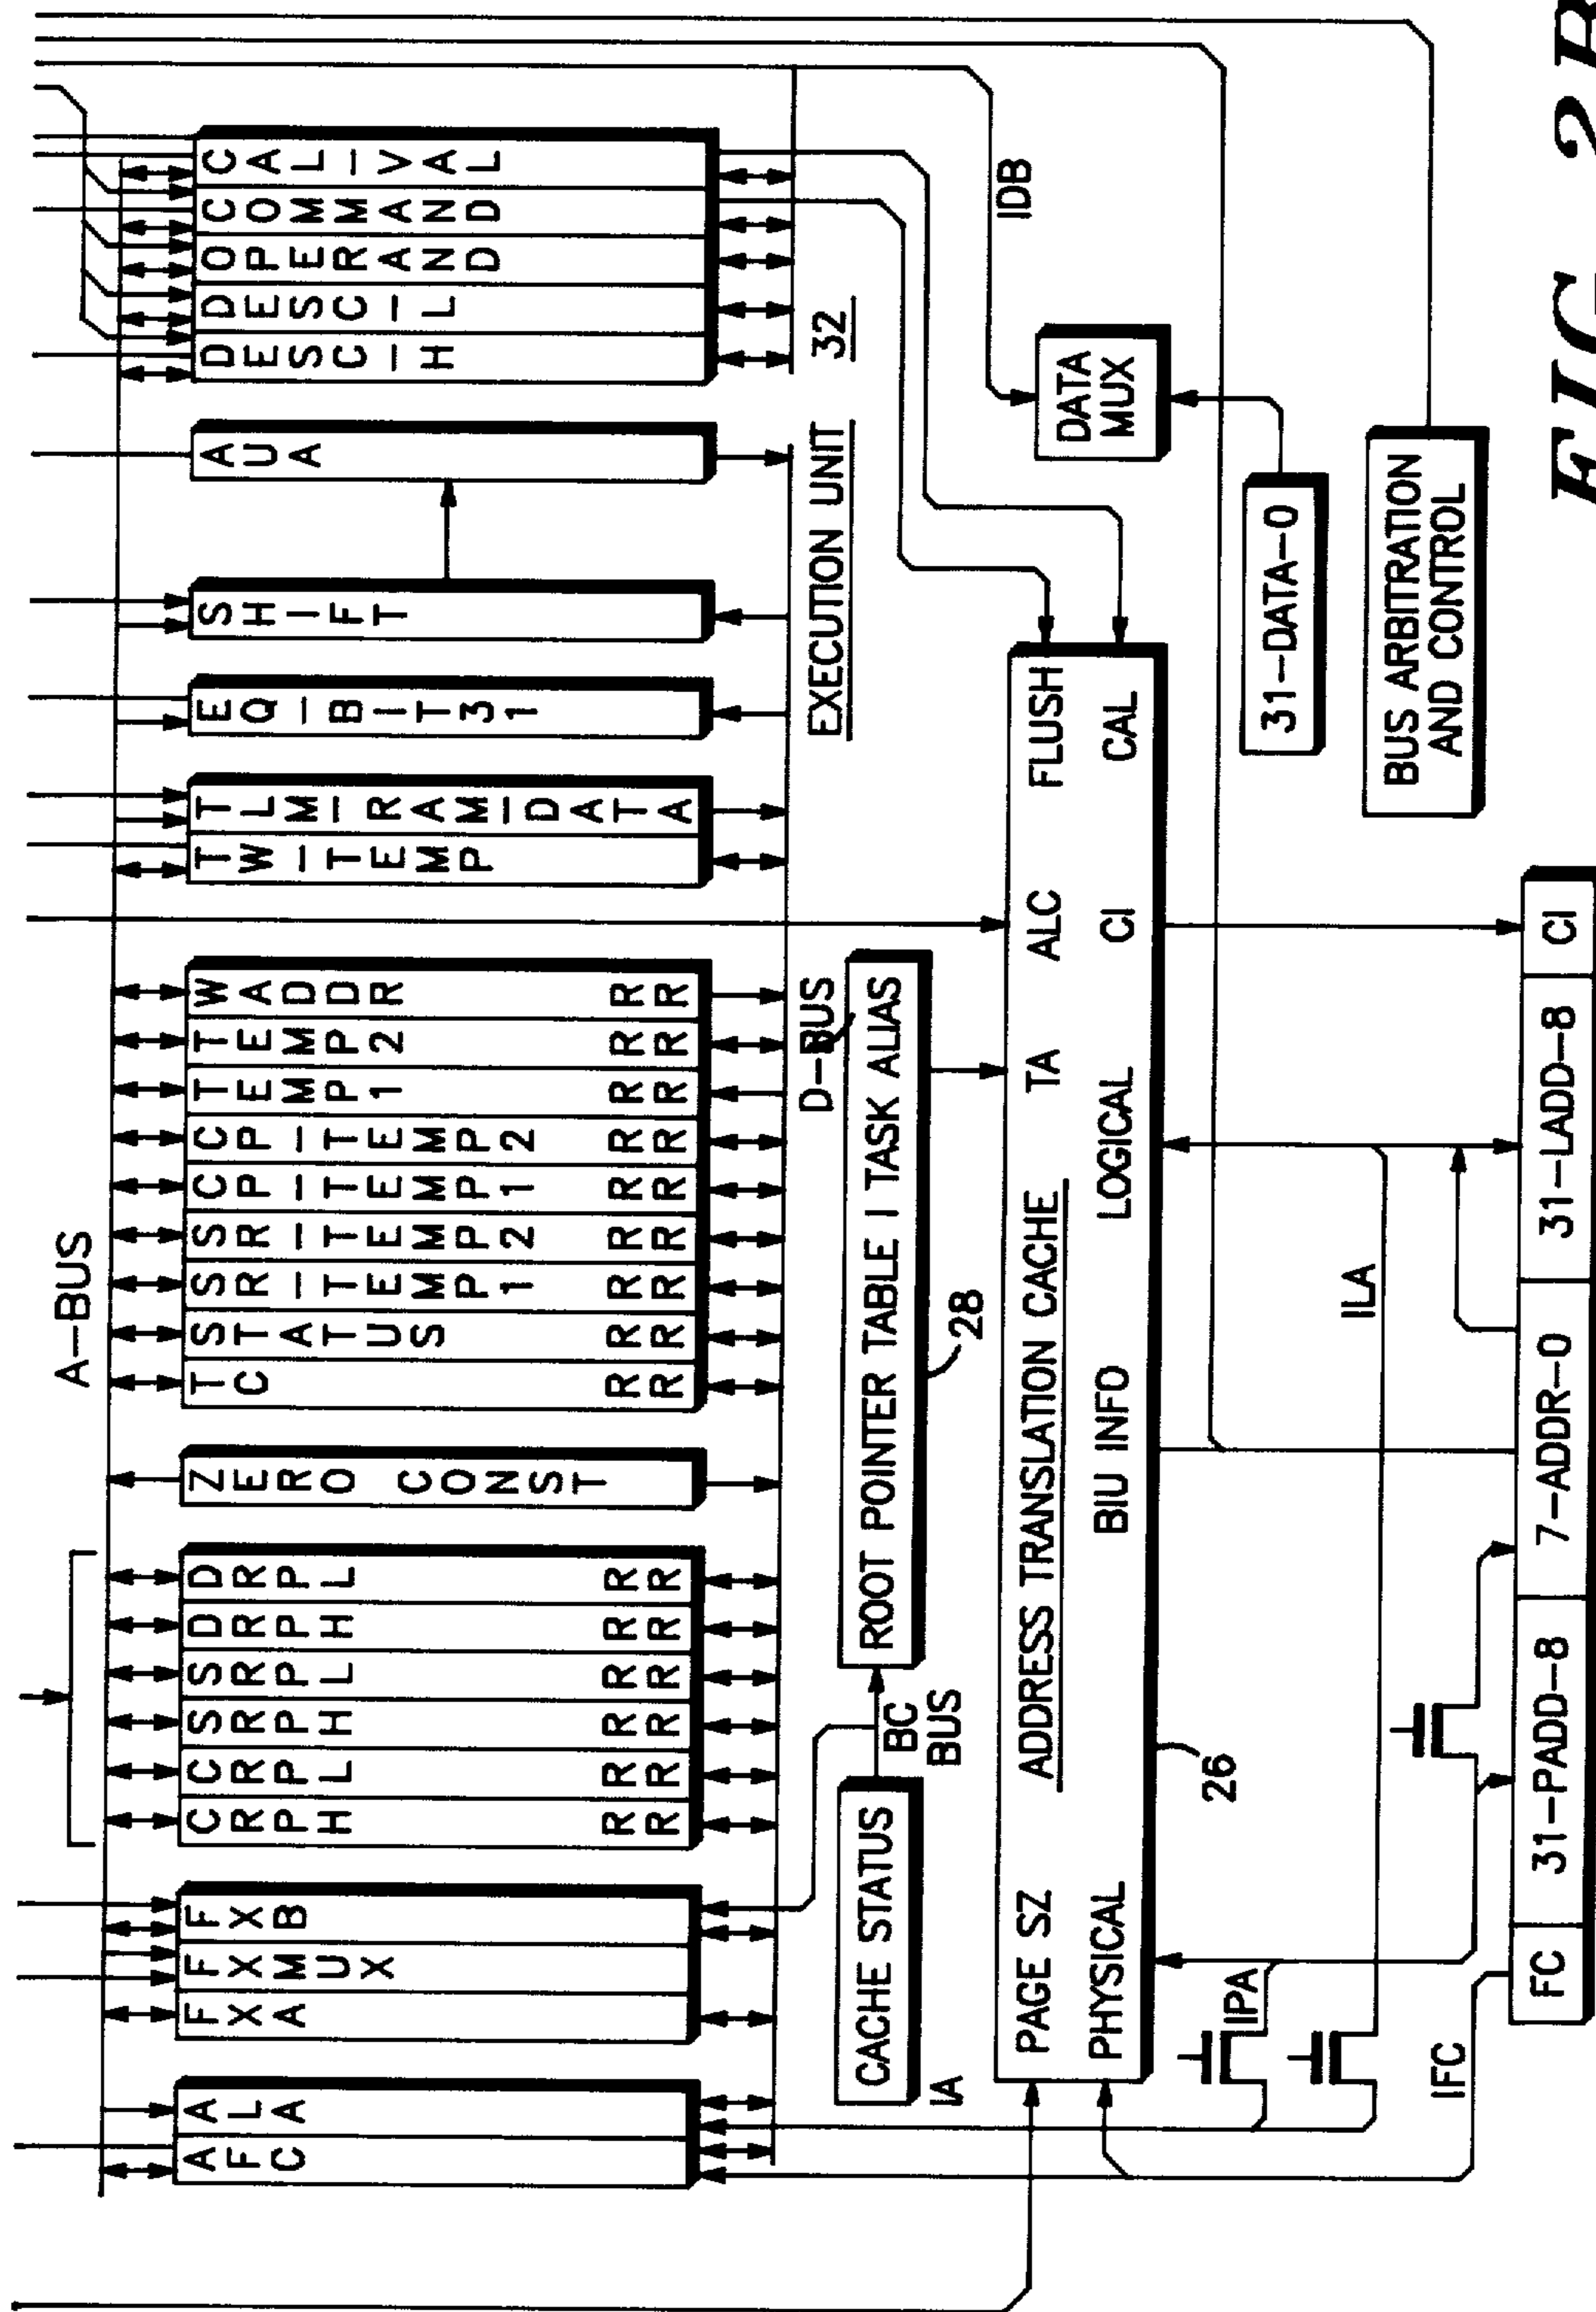 A-BUS
AFC
ALA
FXA
FXMUX
FXB
CRPH RR
CRPL RR
SRPH RR
SRPL RR
DRPH RR
DRPL RR
ZERO CONST
TC RR
STATUS RR
SR-TEMP1 RR
SR-TEMP2 RR
CP-TEMP1 RR
CP-TEMP2 RR
TEMP1 RR
TEMP2 RR
WADDR RR
TW-TEMP
TLM-RAM-DATA
EQ-BIT31
SHIFT
AUA
DESC-H
DESC-L
OPERAND
COMMAND
CAL-VAL
D-BUS
EXECUTION UNIT
32
CACHE STATUS
BC
BUS
ROOT POINTER TABLE I TASK ALIAS
28
IA
IDB
PAGE SZ
ADDRESS TRANSLATION CACHE
TA
ALC
FLUSH
PHYSICAL
BIU INFO
LOGICAL
CI
CAL
26
DATA
MUX
IPA
ILA
IFC
31-DATA-0
BUS ARBITRATION
AND CONTROL
FC
31-PADD-8
7-ADDR-0
31-LADD-8
CI
FIG 2B